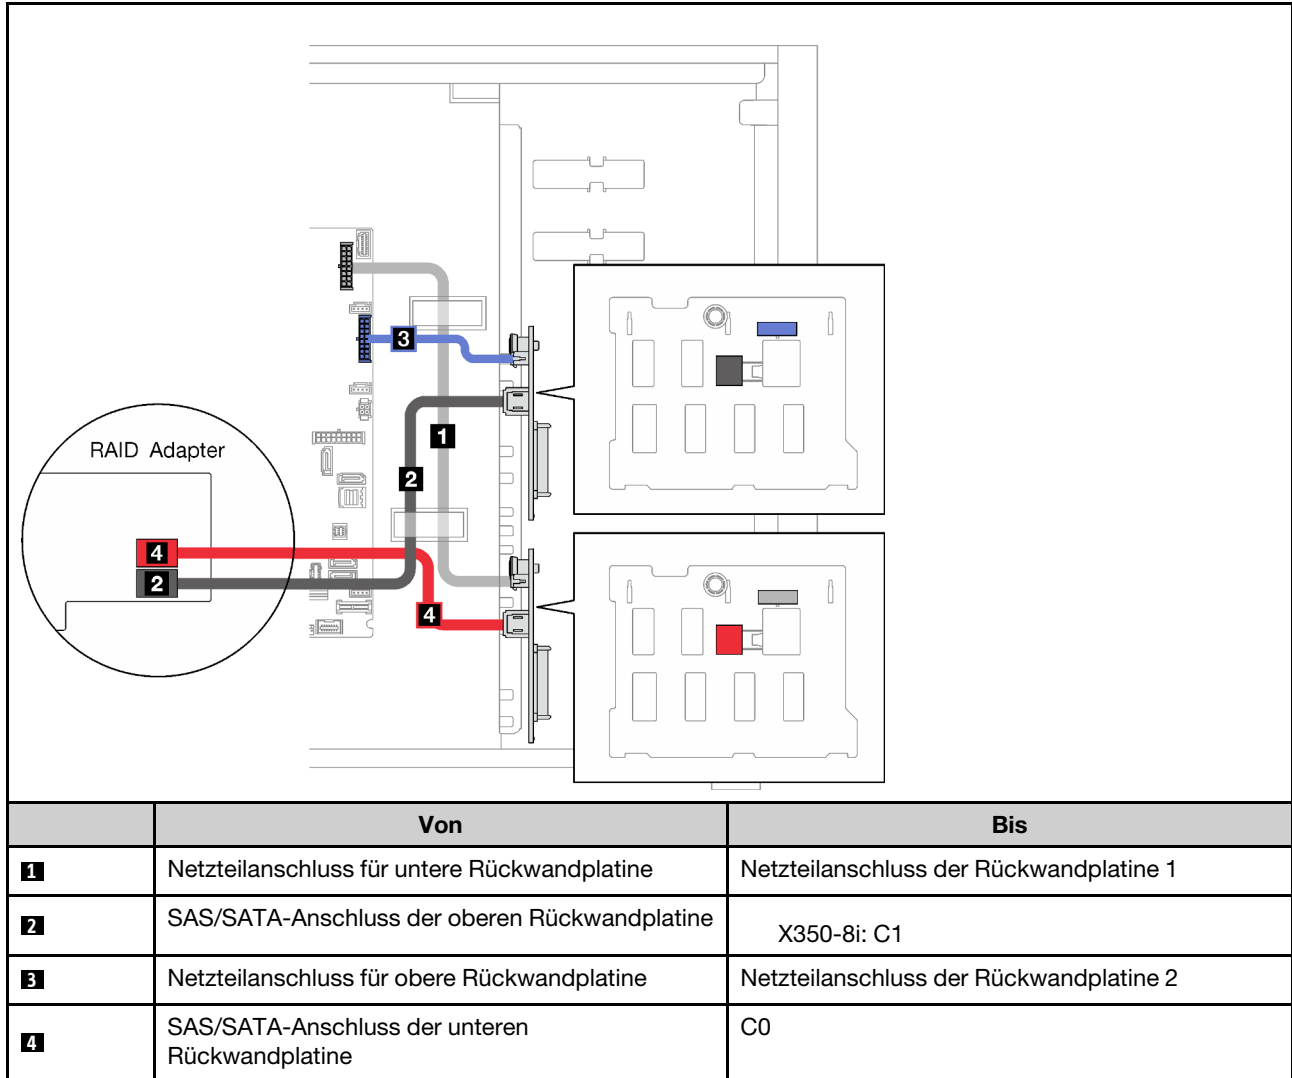 3
1
RAID Adapter
2
4
2
4
Von
Bis
1
Netzteilanschluss für untere Rückwandplatine
Netzteilanschluss der Rückwandplatine 1
2
SAS/SATA-Anschluss der oberen Rückwandplatine
X350-8i: C1
3
Netzteilanschluss für obere Rückwandplatine
Netzteilanschluss der Rückwandplatine 2
4
SAS/SATA-Anschluss der unteren
Rückwandplatine
C0